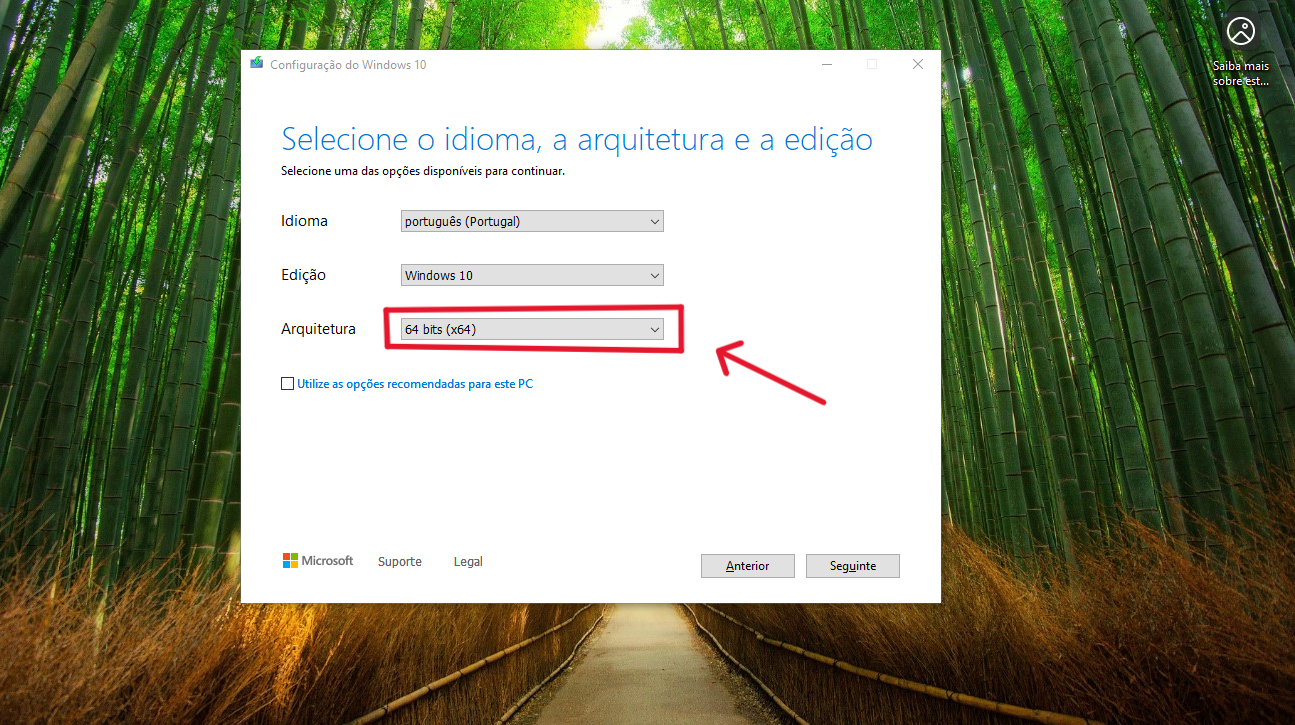 Configuração do Windows 10
Saiba mais
sobre est...
Selecione o idioma, a arquitetura e a edição
Selecione uma das opções disponíveis para continuar.
Idioma
português (Portugal)
Edição
Windows 10
Arquitetura
64 bits (x64)
Utilize as opções recomendadas para este PC
Microsoft
Suporte
Legal
Anterior
Seguinte